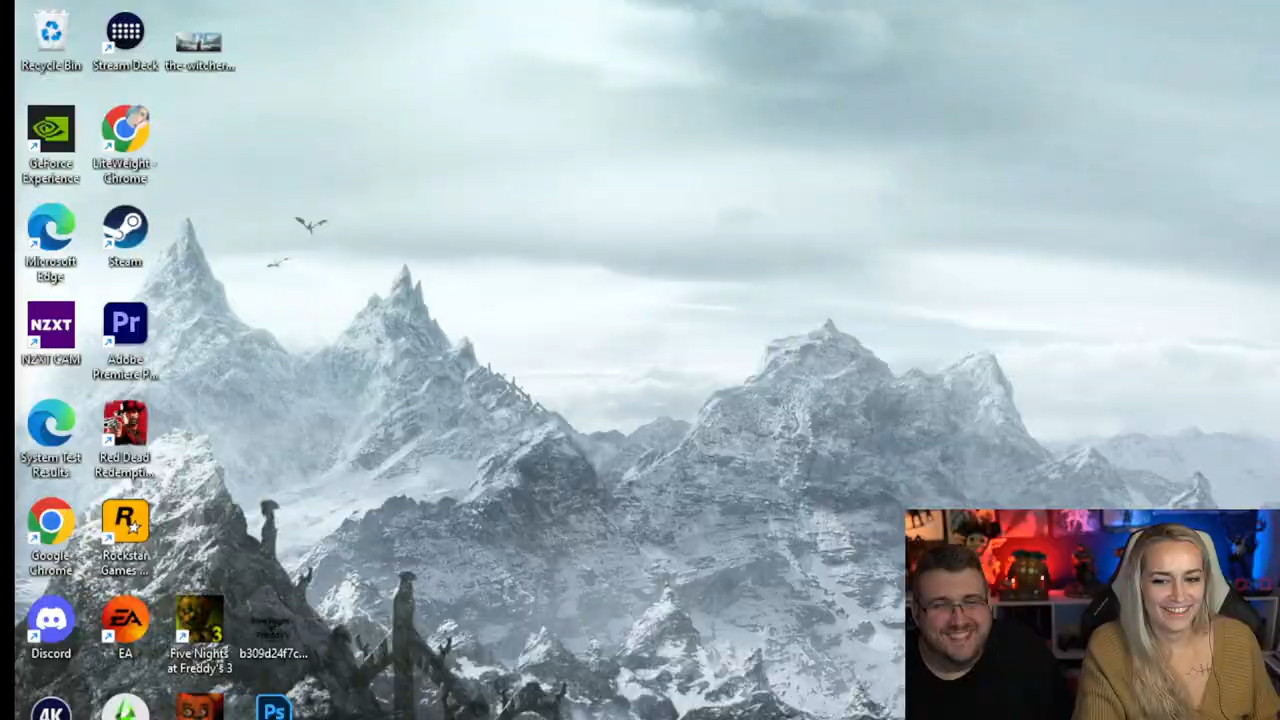 Recycle Bin
Stream Deck
the-witcher...
GeForce
Experience
LiteWeight -
Chrome
Microsoft
Edge
Steam
NZXT
NZXT CAM
Pr
Adobe
Premiere P...
System Test
Results
Red Dead
Redempti...
Google
Chrome
R
Rockstar
Games ...
Discord
EA
EA
3
Five Nights
at Freddy's 3
b309d24f7c...
4K
Ps